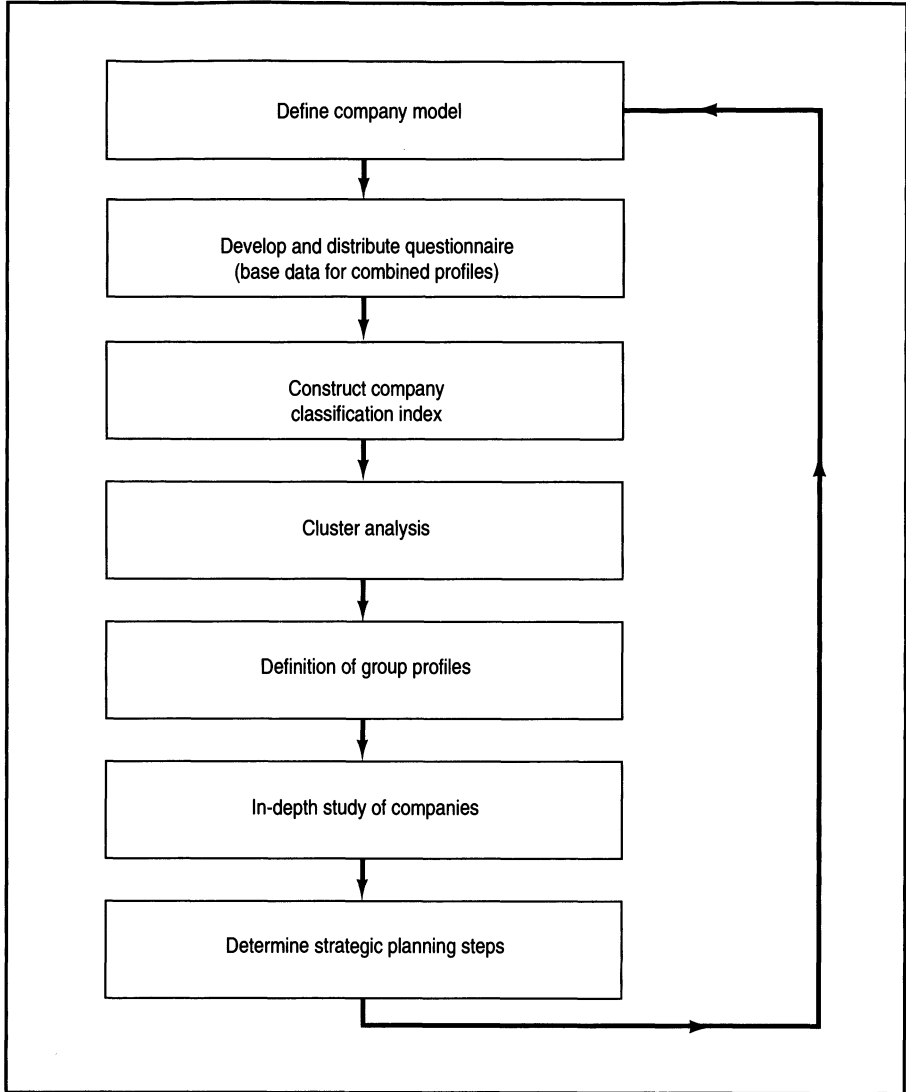 Define company model
Develop and distribute questionnaire
(base data for combined profiles)
Construct company
classification index
Cluster analysis
Definition of group profiles
In-depth study of companies
Determine strategic planning steps